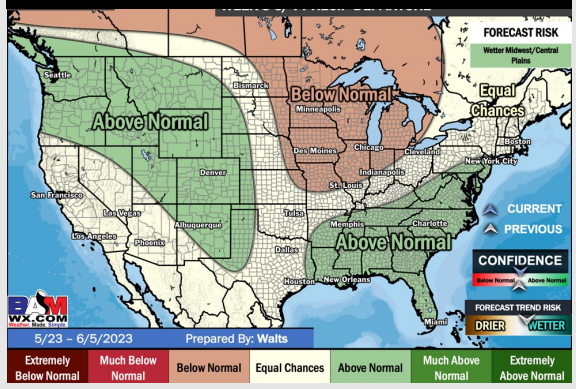 FORECAST RISK
Wetter Midwest/Central
Plains
Seattle
Bismarck
Below Normal
Minneapolis
Equal
Chances
Above Normal
Des Moines
Chicago
Cleveland
Boston
New York City
Denver
Indianapolis
St. Louis
San Francisco
Las Vegas
Tulsa
Memphis
Charlotte
CURRENT
PREVIOUS
Los Angeles
Albuquerque
Phoenix
Above Normal
Dallas
CONFIDENCE
Below Normal
Above Normal
Houston
New Orleans
Miami
FORECAST TREND RISK
DRIER
WETTER
BAM
WX.COM
Weather. Made. Simple.
5/23 – 6/5/2023
Prepared By: Walts
Extremely
Below Normal
Much Below
Normal
Below Normal
Equal Chances
Above Normal
Much Above
Normal
Extremely
Above Normal